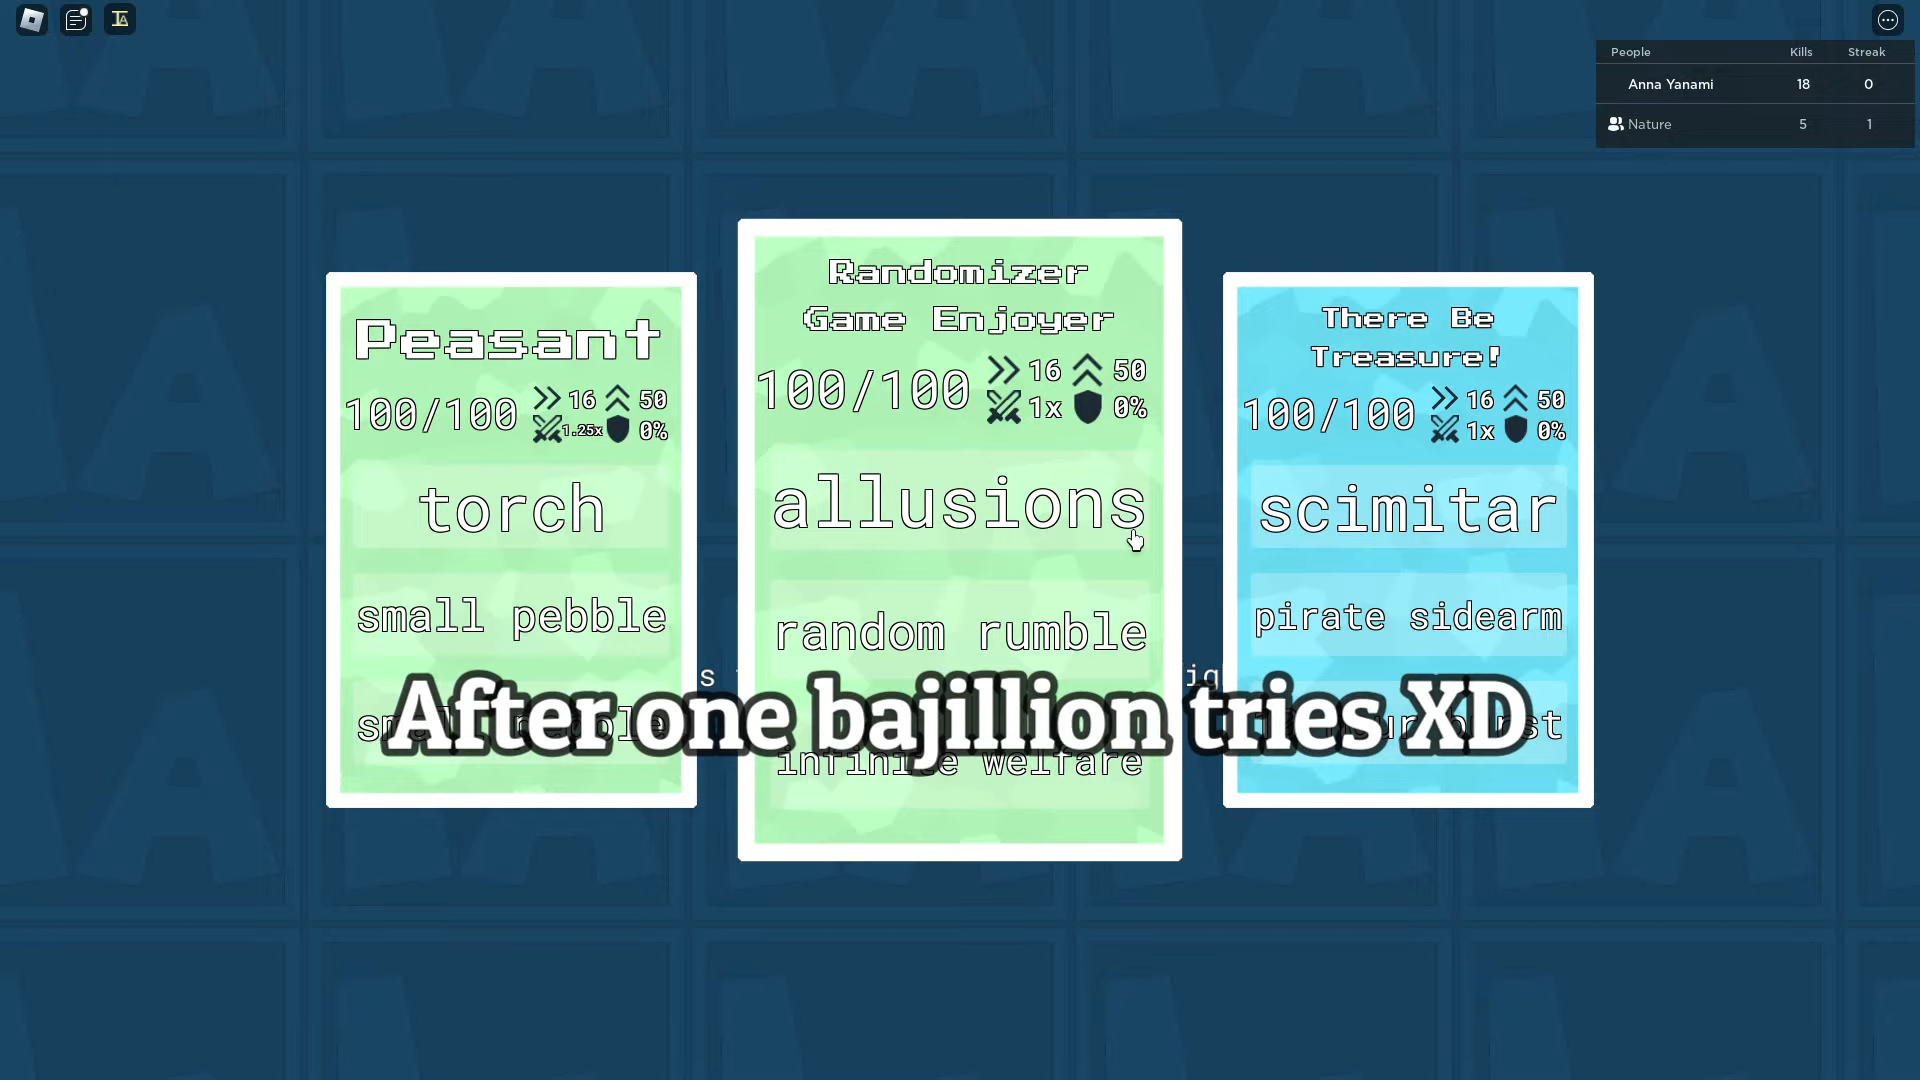 People Kills Streak
Anna Yanami 18 0
Nature 5 1
Peasant
100/100 16 50
1.25x 0%
torch
small pebble
Randomizer
Game Enjoyer
100/100 16 50
1x 0%
allusions
random rumble
infinite welfare
There Be
Treasure!
100/100 16 50
1x 0%
scimitar
pirate sidearm
After one bajillion tries XD